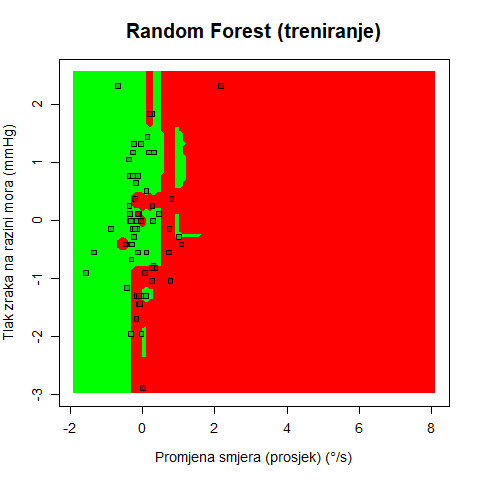 Random Forest (treniranje)
Tlak zraka na razini mora (mmHg)
2
1
0
-1
-2
-3
-2 0 2 4 6 8
Promjena smjera (prosjek) (°/s)